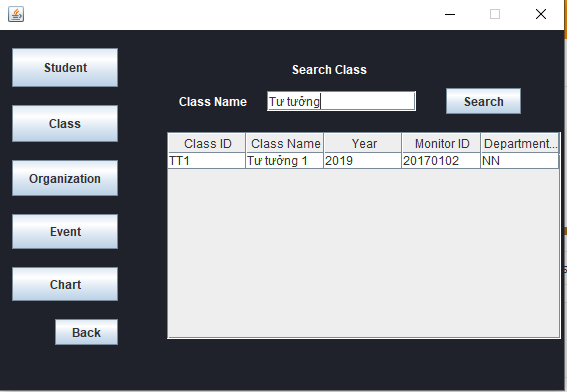 Student
Class
Organization
Event
Chart
Back
Search Class
Class Name Tư tưởng Search
Class ID Class Name Year Monitor ID Department...
TT1 Tư tưởng 1 2019 20170102 NN